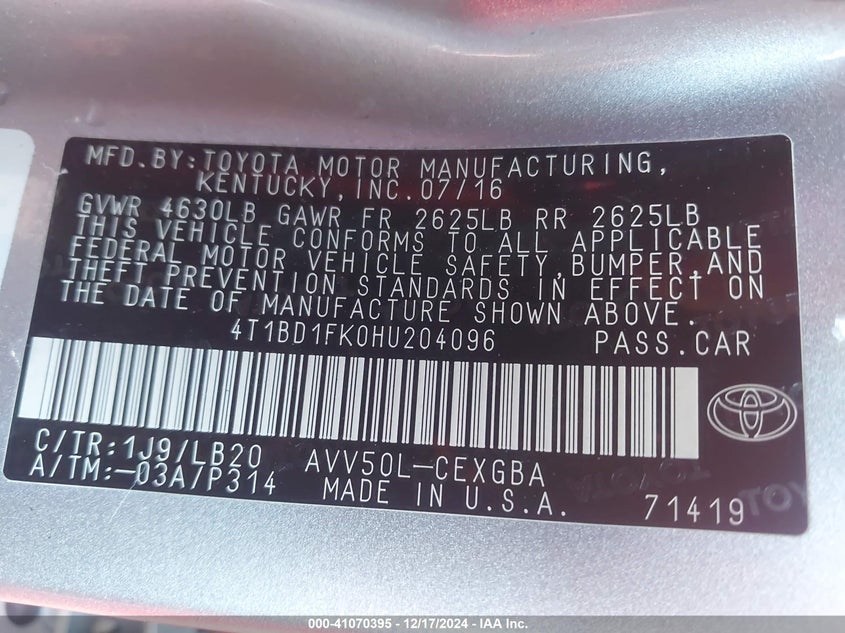 MFD.BY:TOYOTA MOTOR MANUFACTURING,
KENTUCKY, INC. 07/16
GVWR 4630LB GAWR FR 2625LB RR 2625LB
THIS VEHICLE CONFORMS TO ALL APPLICABLE
FEDERAL MOTOR VEHICLE SAFETY, BUMPER, AND
THEFT PREVENTION STANDARDS IN EFFECT ON
THE DATE OF MANUFACTURE SHOWN ABOVE.
4T1BD1FK0HU204096 PASS.CAR
C/TR:1J9/LB20 AVV50L-CEXGBA
A/TM:-03A/P314 MADE IN U.S.A. 71419
000-41070395 - 12/17/2024 - IAA Inc.